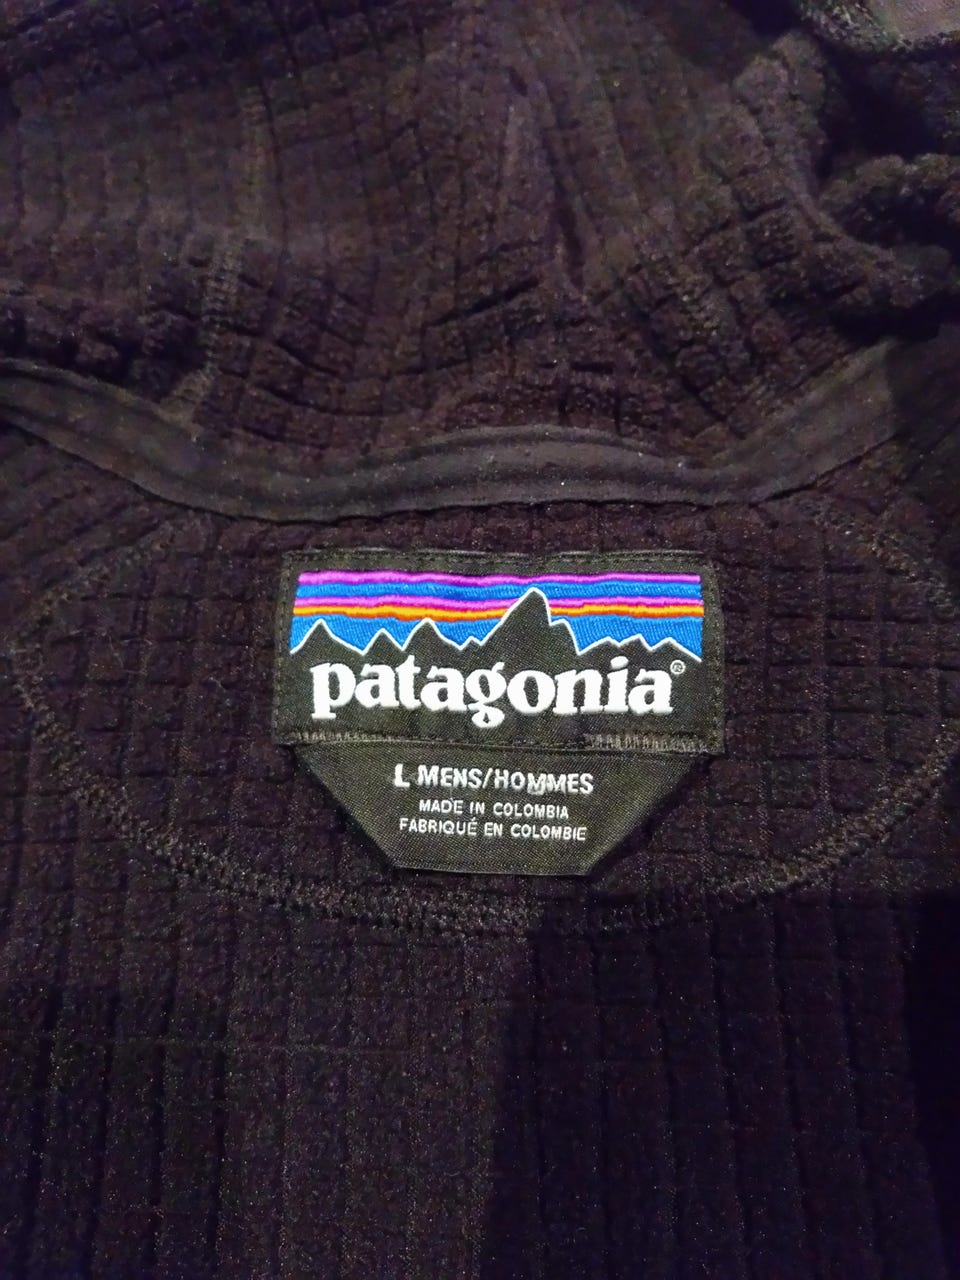 patagonia®
L MENS/HOMMES
MADE IN COLOMBIA
FABRIQUÉ EN COLOMBIE